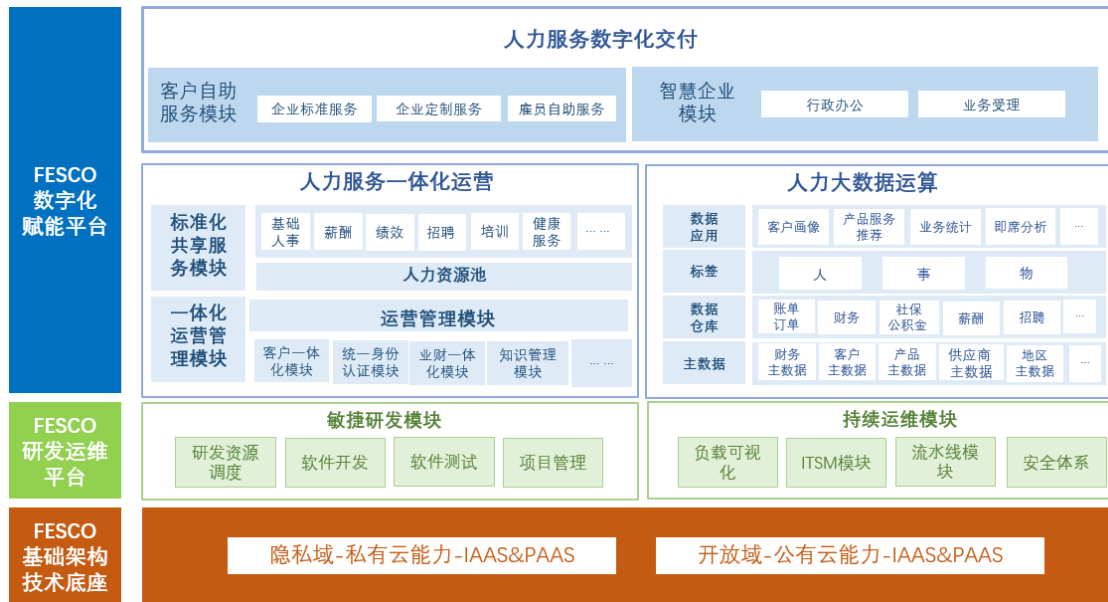 FESCO
数字化
赋能平台
人力服务数字化交付
客户自助
服务模块
企业标准服务
企业定制服务
雇员自助服务
智慧企业
模块
行政办公
业务受理
人力服务一体化运营
标准化
共享服
务模块
基础
人事
薪酬
绩效
招聘
培训
健康
服务
... ...
人力资源池
一体化
运营管
理模块
运营管理模块
客户一体
化模块
统一身份
认证模块
业财一体
化模块
知识管理
模块
... ...
人力大数据运算
数据
应用
客户画像
产品服务
推荐
业务统计
即席分析
...
标签
人
事
物
数据
仓库
账单
订单
财务
社保
公积金
薪酬
招聘
...
主数据
财务
主数据
客户
主数据
产品
主数据
供应商
主数据
地区
主数据
...
FESCO
研发运维
平台
敏捷研发模块
研发资源
调度
软件开发
软件测试
项目管理
持续运维模块
负载可视
化
ITSM模块
流水线模
块
安全体系
FESCO
基础架构
技术底座
隐私域-私有云能力-IAAS&PAAS
开放域-公有云能力-IAAS&PAAS